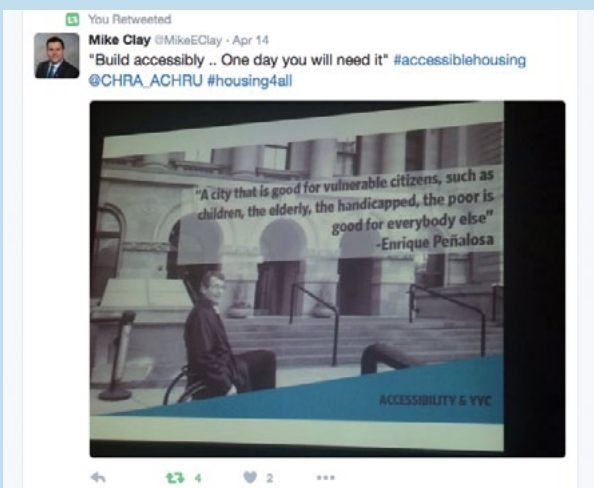 You Retweeted
Mike Clay @MikeEClay · Apr 14
"Build accessibly .. One day you will need it" #accessiblehousing
@CHRA_ACHRU #housing4all
"A city that is good for vulnerable citizens, such as
children, the elderly, the handicapped, the poor is
good for everybody else"
-Enrique Peñalosa
ACCESSIBILITY & YYC
4
2